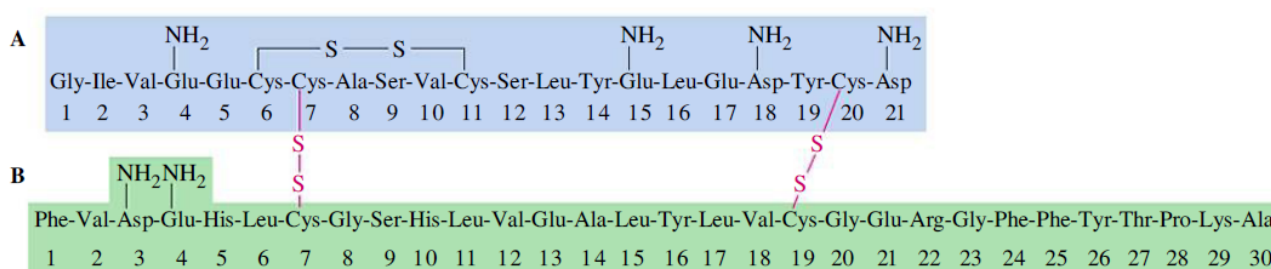 A
NH2 NH2 NH2 NH2
S S
Gly-Ile-Val-Glu-Glu-Cys-Cys-Ala-Ser-Val-Cys-Ser-Leu-Tyr-Glu-Leu-Glu-Asp-Tyr-Cys-Asp
1 2 3 4 5 6 7 8 9 10 11 12 13 14 15 16 17 18 19 20 21
S S
S S
B
NH2 NH2
Phe-Val-Asp-Glu-His-Leu-Cys-Gly-Ser-His-Leu-Val-Glu-Ala-Leu-Tyr-Leu-Val-Cys-Gly-Glu-Arg-Gly-Phe-Phe-Tyr-Thr-Pro-Lys-Ala
1 2 3 4 5 6 7 8 9 10 11 12 13 14 15 16 17 18 19 20 21 22 23 24 25 26 27 28 29 30